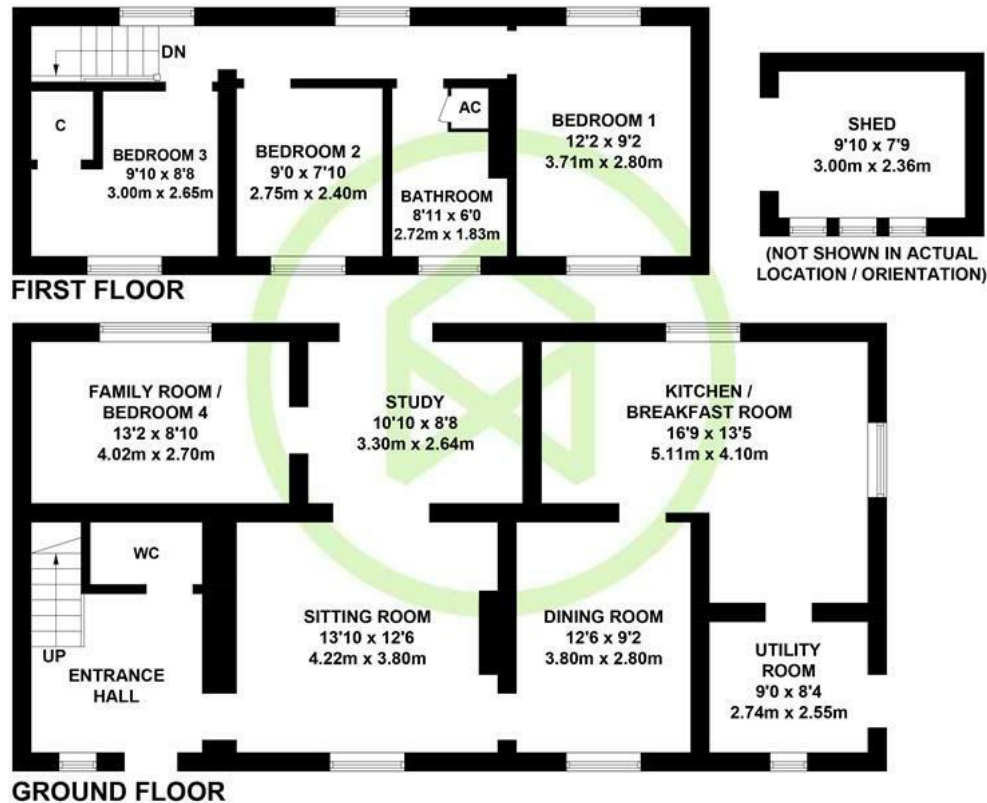 DN
C
BEDROOM 3
9'10 x 8'8
3.00m x 2.65m
BEDROOM 2
9'0 x 7'10
2.75m x 2.40m
AC
BATHROOM
8'11 x 6'0
2.72m x 1.83m
BEDROOM 1
12'2 x 9'2
3.71m x 2.80m
SHED
9'10 x 7'9
3.00m x 2.36m
(NOT SHOWN IN ACTUAL
LOCATION / ORIENTATION)
FIRST FLOOR
FAMILY ROOM /
BEDROOM 4
13'2 x 8'10
4.02m x 2.70m
STUDY
10'10 x 8'8
3.30m x 2.64m
KITCHEN /
BREAKFAST ROOM
16'9 x 13'5
5.11m x 4.10m
WC
UP
ENTRANCE
HALL
SITTING ROOM
13'10 x 12'6
4.22m x 3.80m
DINING ROOM
12'6 x 9'2
3.80m x 2.80m
UTILITY
ROOM
9'0 x 8'4
2.74m x 2.55m
GROUND FLOOR